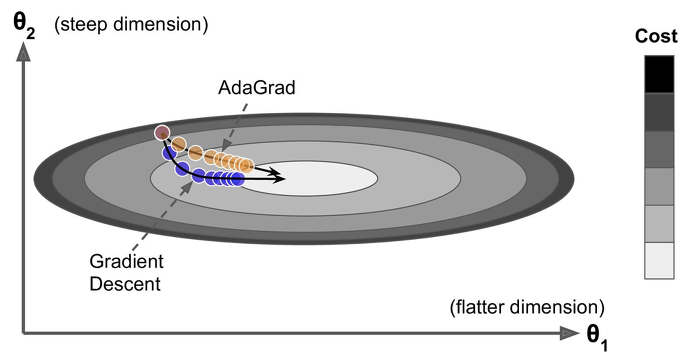 θ2 (steep dimension)
Cost
AdaGrad
Gradient
Descent
(flatter dimension)
θ1